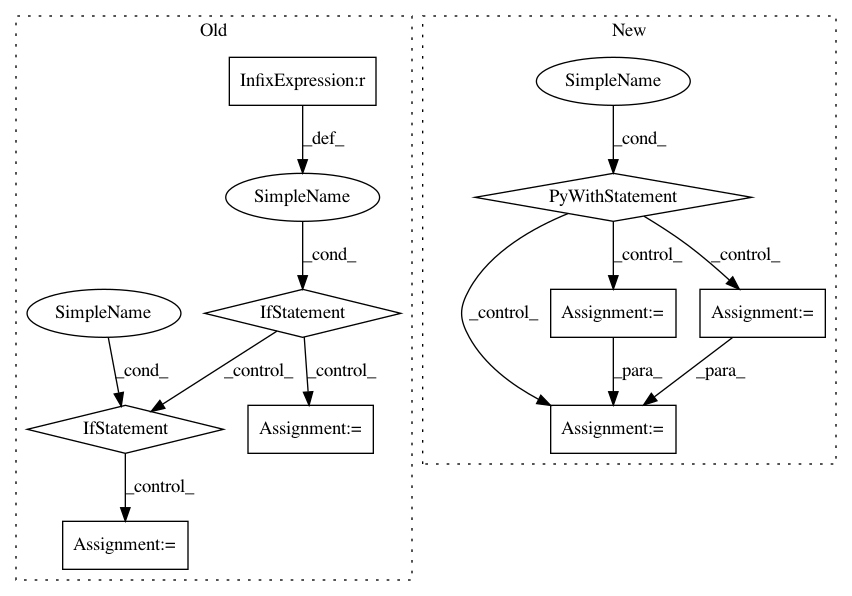 Old
New
InfixExpression:r
SimpleName
_def_
_cond_
SimpleName
PyWithStatement
_cond_
_control_
_control_
SimpleName
IfStatement
Assignment:=
Assignment:=
_control_
_cond_
_control_
_control_
_para_
_para_
IfStatement
Assignment:=
Assignment:=
_control_
Assignment:=